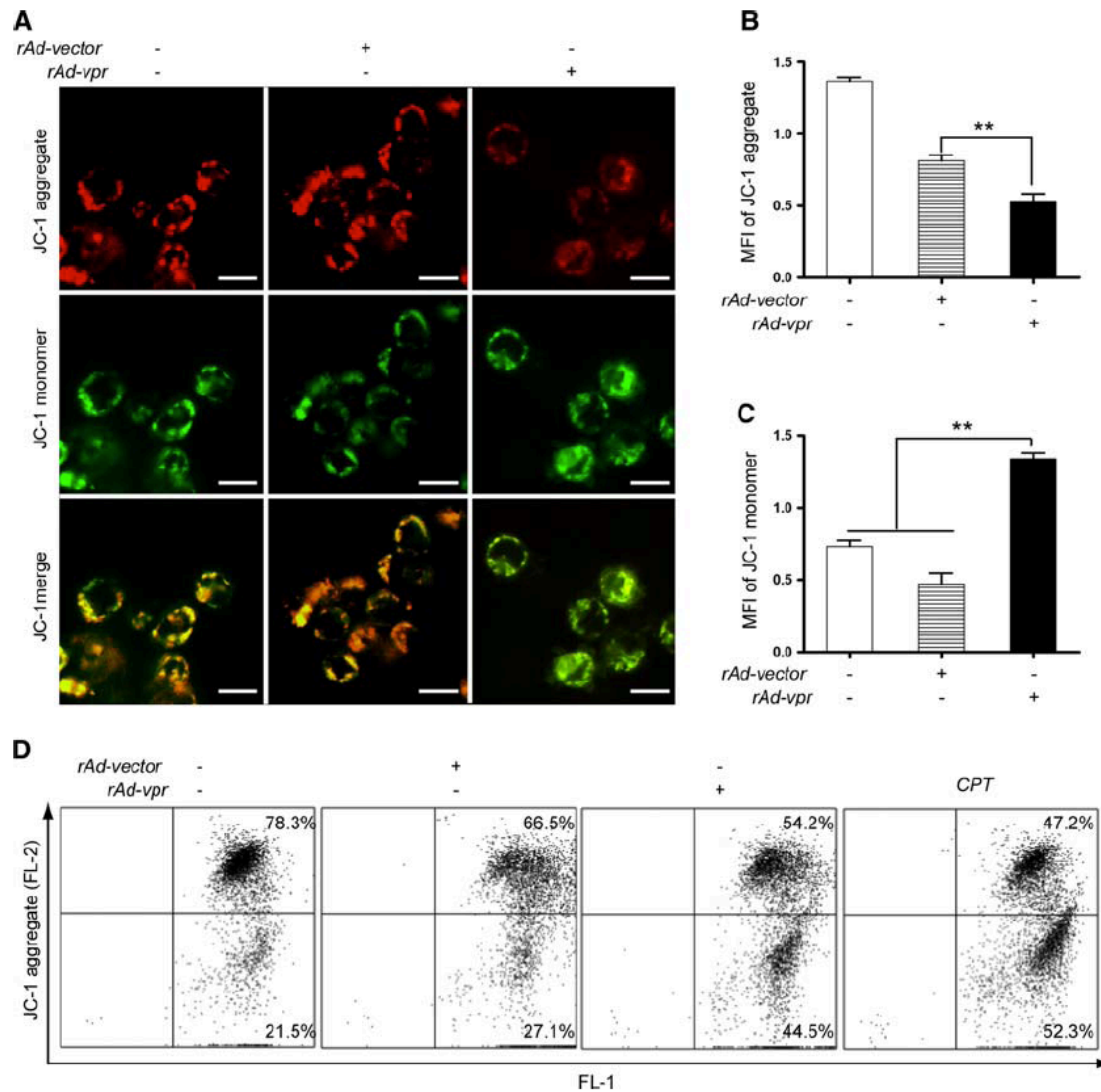 A
rAd-vector - + -
rAd-vpr - - +
JC-1 aggregate
JC-1 monomer
JC-1merge
B
MFI of JC-1 aggregate
1.5
1.0
0.5
0.0
**
rAd-vector - + -
rAd-vpr - - +
C
MFI of JC-1 monomer
1.5
1.0
0.5
0.0
**
rAd-vector - + -
rAd-vpr - - +
D
rAd-vector - + -
rAd-vpr - - + CPT
JC-1 aggregate (FL-2)
78.3% 66.5% 54.2% 47.2%
21.5% 27.1% 44.5% 52.3%
FL-1